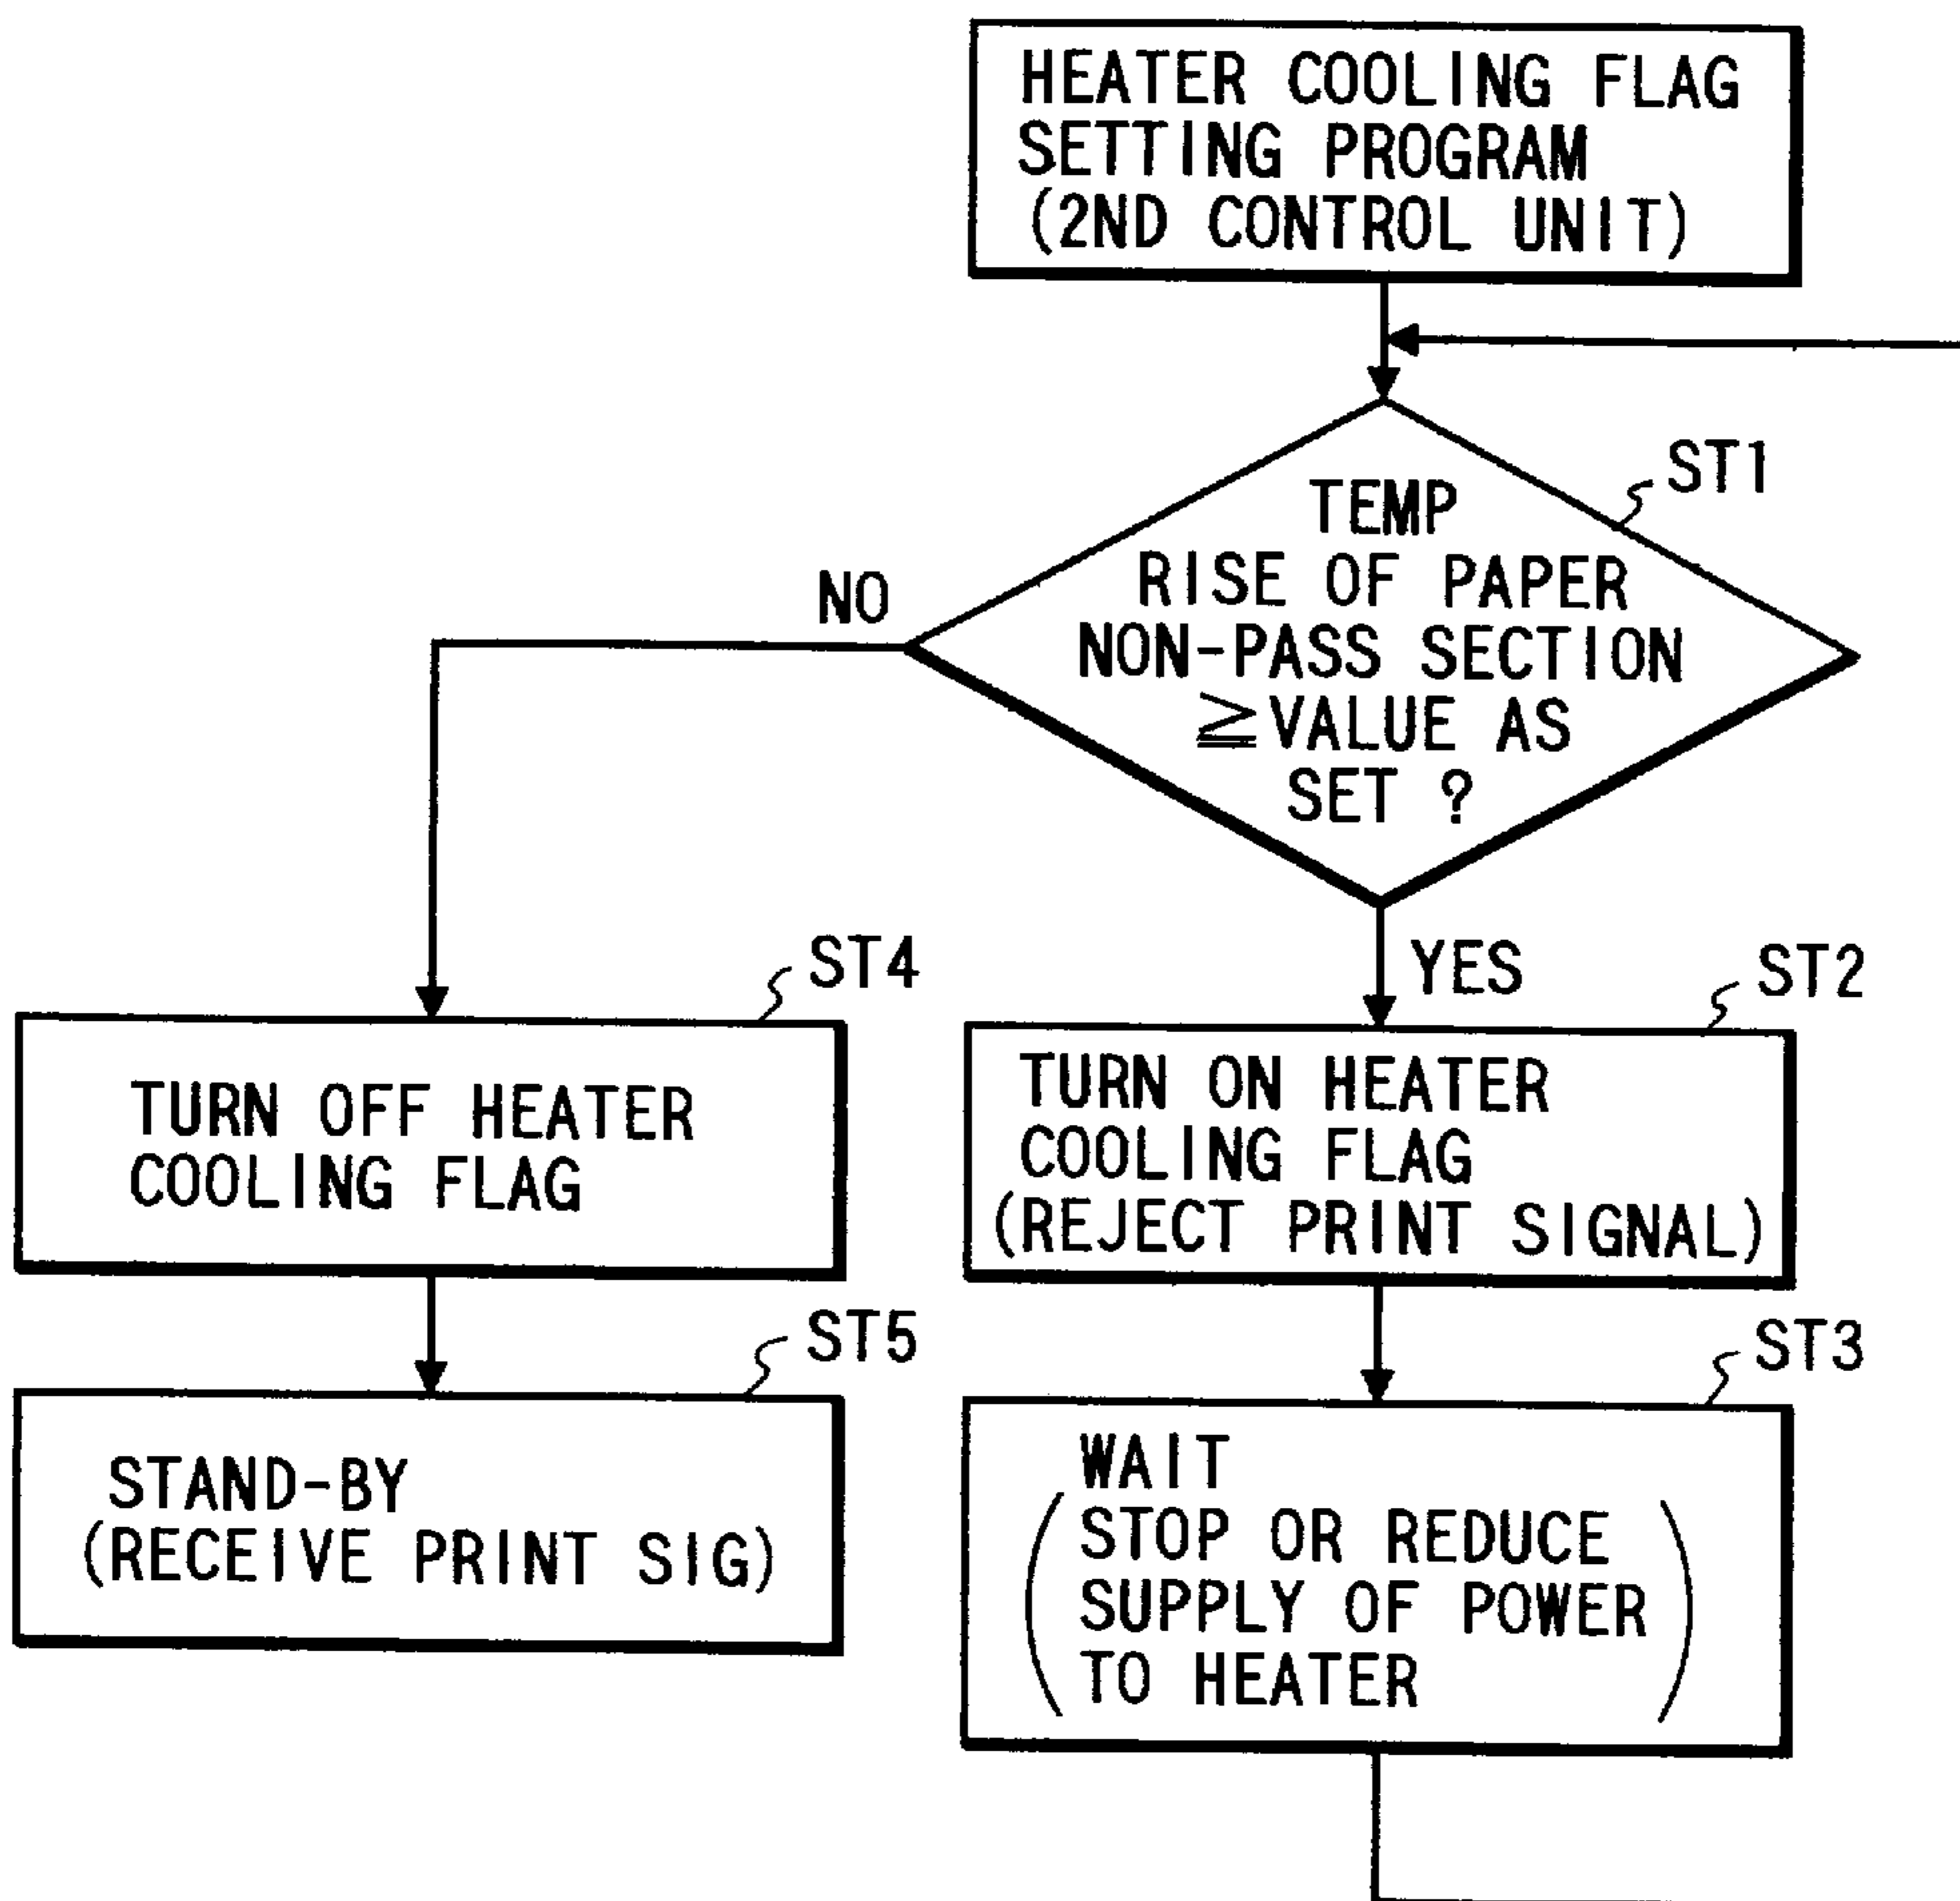 HEATER COOLING FLAG
SETTING PROGRAM
(2ND CONTROL UNIT)
ST1
TEMP
RISE OF PAPER
NON-PASS SECTION
≧VALUE AS
SET ?
NO
YES
ST4
TURN OFF HEATER
COOLING FLAG
ST2
TURN ON HEATER
COOLING FLAG
(REJECT PRINT SIGNAL)
ST5
STAND-BY
(RECEIVE PRINT SIG)
ST3
WAIT
(STOP OR REDUCE
SUPPLY OF POWER
TO HEATER)